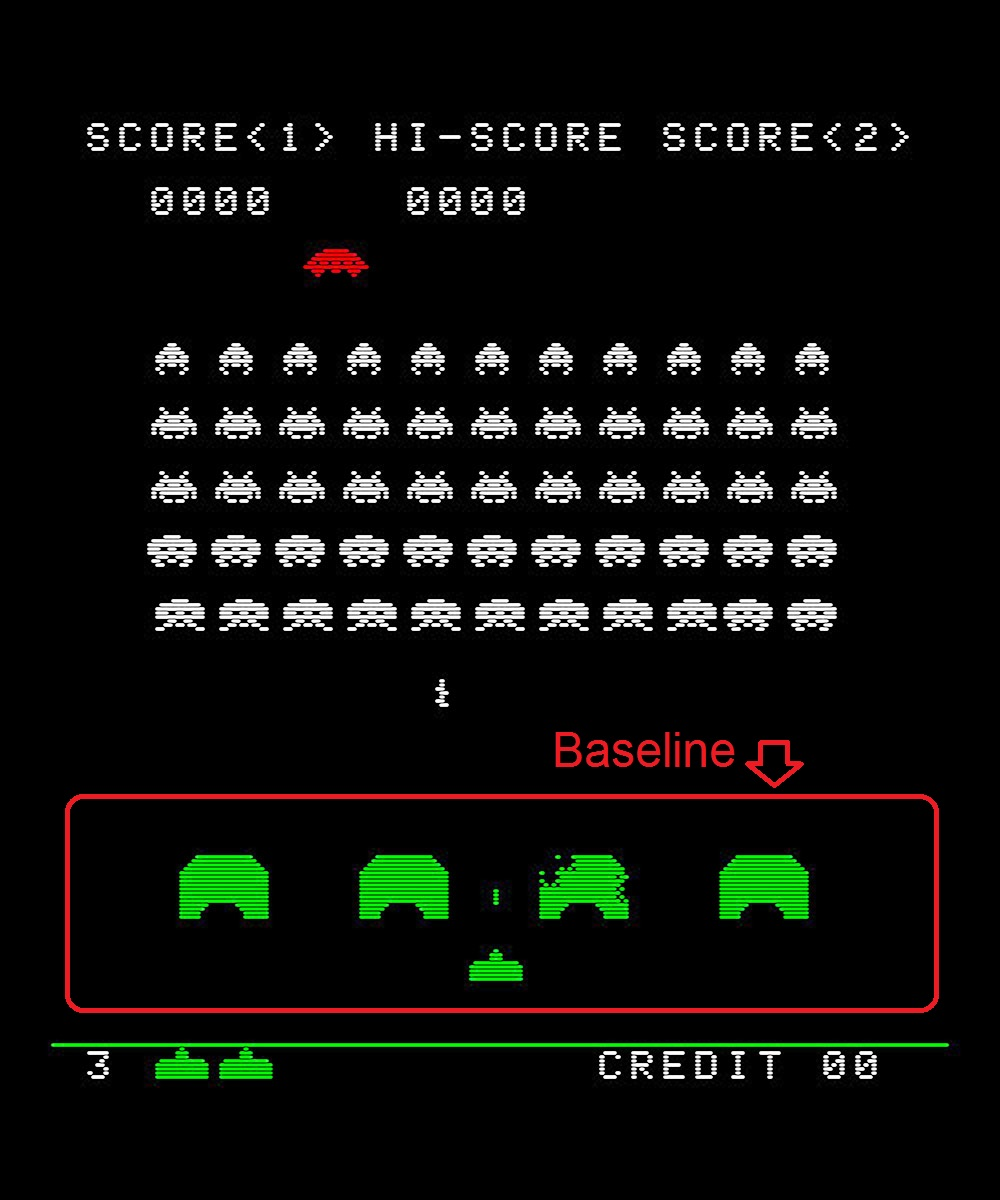 SCORE<1> HI-SCORE SCORE<2>
0000 0000
Baseline
3 CREDIT 00